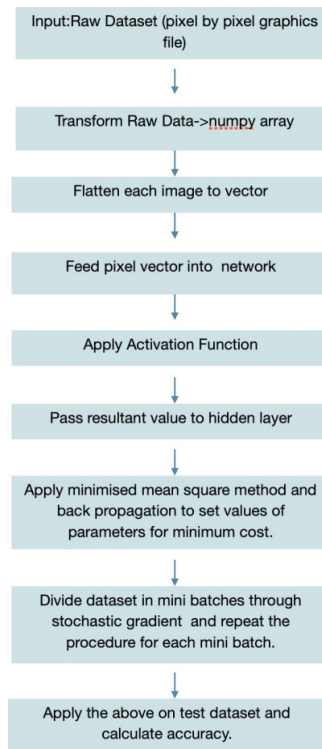 Input:Raw Dataset (pixel by pixel graphics
file)
Transform Raw Data->numpy array
Flatten each image to vector
Feed pixel vector into network
Apply Activation Function
Pass resultant value to hidden layer
Apply minimised mean square method and
back propagation to set values of
parameters for minimum cost.
Divide dataset in mini batches through
stochastic gradient and repeat the
procedure for each mini batch.
Apply the above on test dataset and
calculate accuracy.